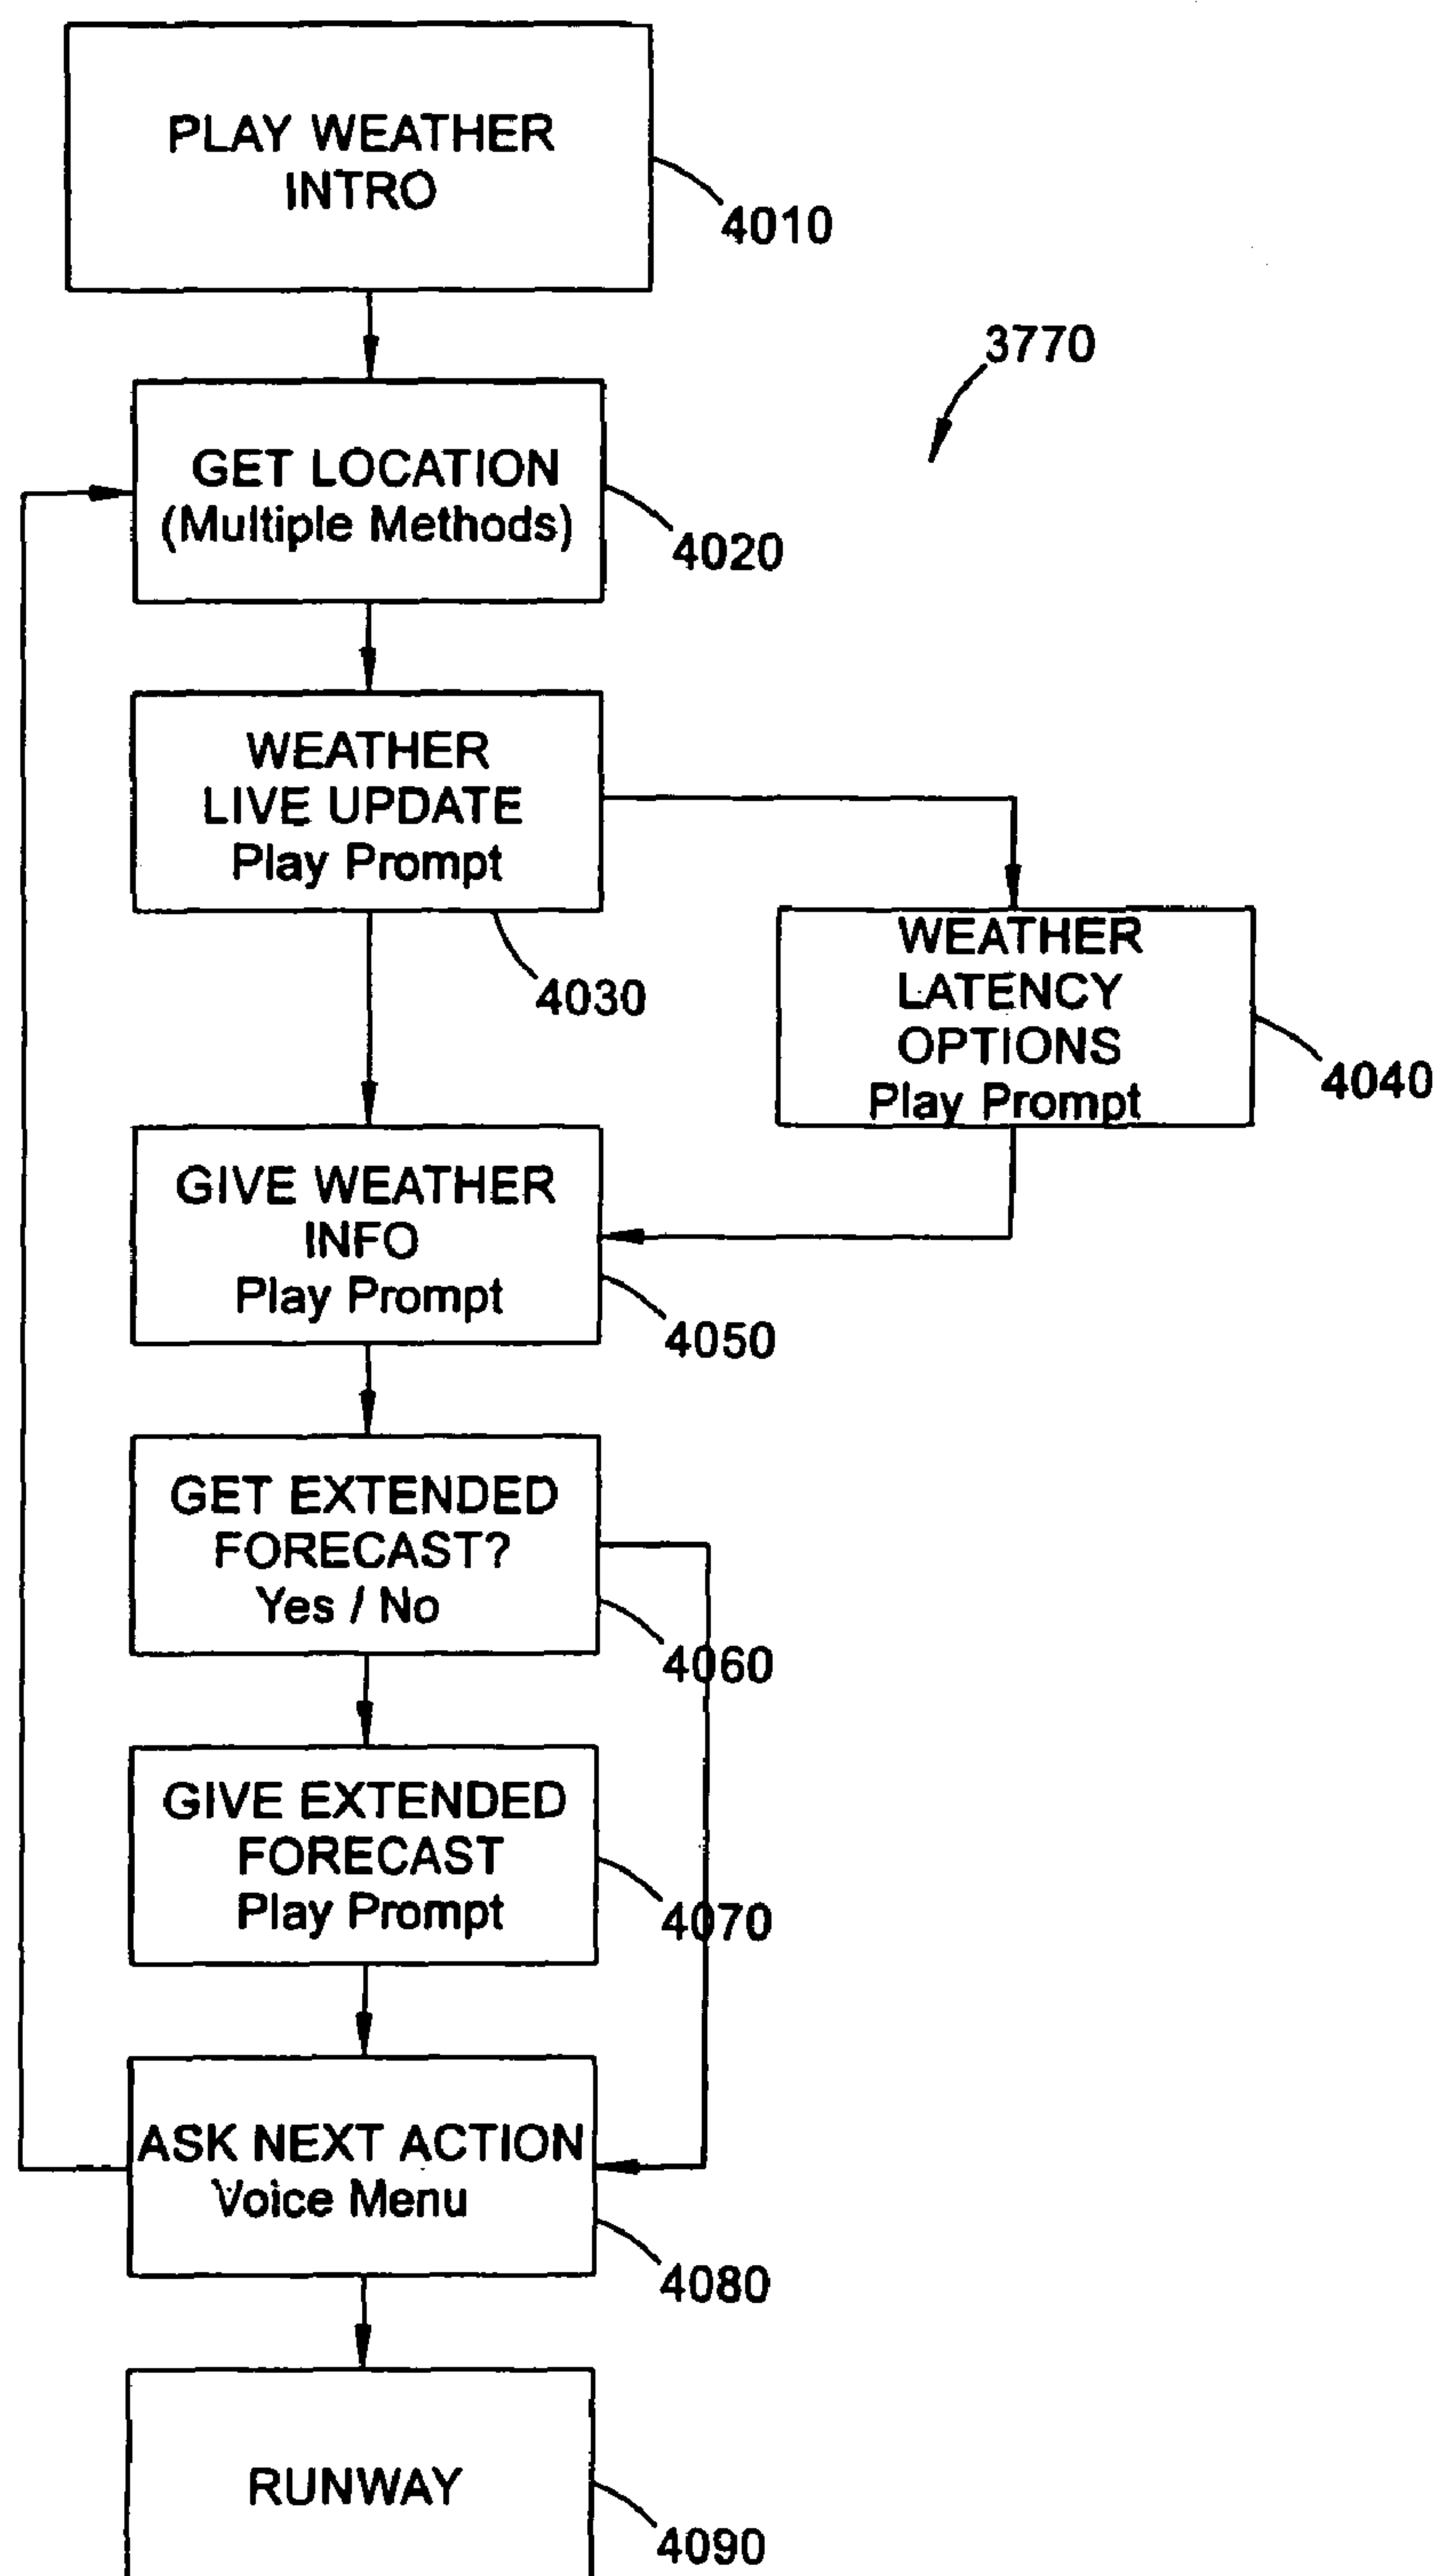 PLAY WEATHER
INTRO
4010
3770
GET LOCATION
(Multiple Methods)
4020
WEATHER
LIVE UPDATE
Play Prompt
4030
WEATHER
LATENCY
OPTIONS
Play Prompt
4040
GIVE WEATHER
INFO
Play Prompt
4050
GET EXTENDED
FORECAST?
Yes / No
4060
GIVE EXTENDED
FORECAST
Play Prompt
4070
ASK NEXT ACTION
Voice Menu
4080
RUNWAY
4090